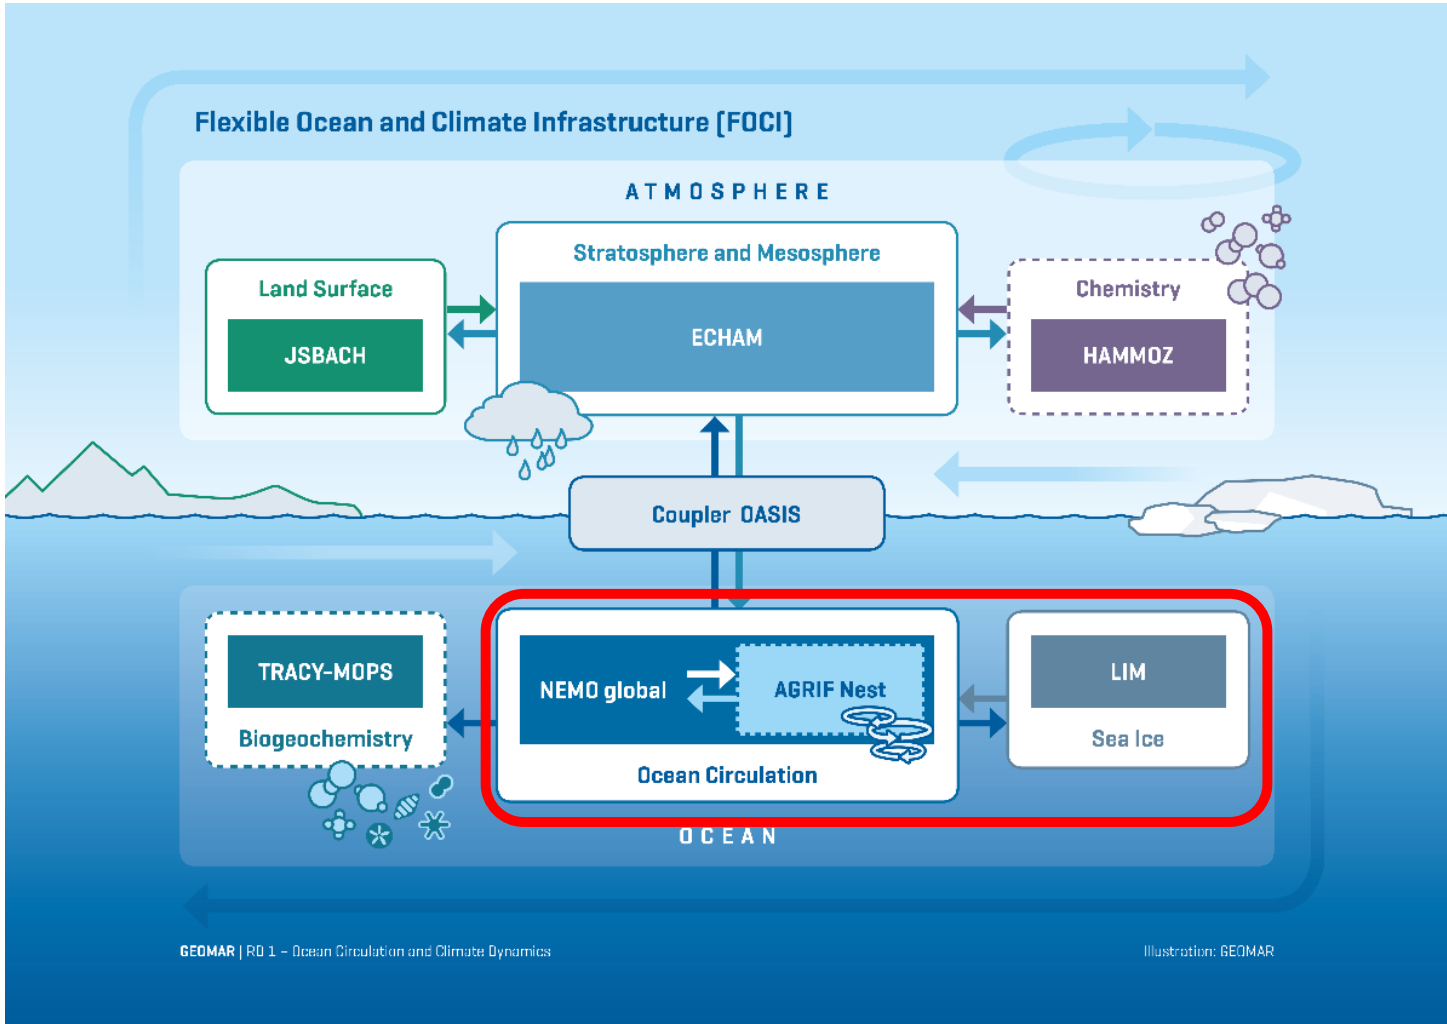 Flexible Ocean and Climate Infrastructure (FOCI)
ATMOSPHERE
Stratosphere and Mesosphere
ECHAM
Land Surface
JSBACH
Chemistry
HAMMOZ
Coupler OASIS
TRACY-MOPS
Biogeochemistry
NEMO global
AGRIF Nest
Ocean Circulation
LIM
Sea Ice
OCEAN
GEOMAR | RD 1 – Ocean Circulation and Climate Dynamics
Illustration: GEOMAR